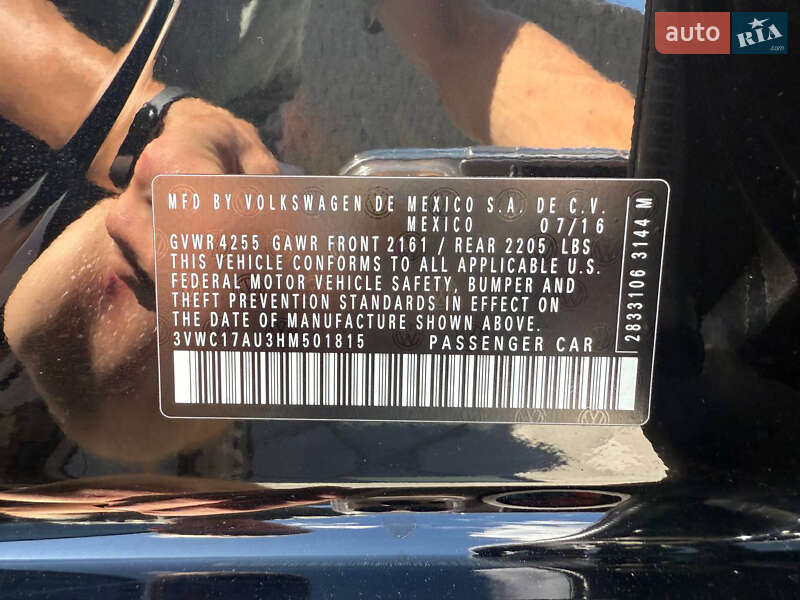 auto RIA .com
MFD BY VOLKSWAGEN DE MEXICO S.A. DE C.V.
MEXICO 07/16
GVWR 4255 GAWR FRONT 2161 / REAR 2205 LBS
THIS VEHICLE CONFORMS TO ALL APPLICABLE U.S.
FEDERAL MOTOR VEHICLE SAFETY, BUMPER AND
THEFT PREVENTION STANDARDS IN EFFECT ON
THE DATE OF MANUFACTURE SHOWN ABOVE.
3VWC17AU3HM501815 PASSENGER CAR
2833106 3144 M